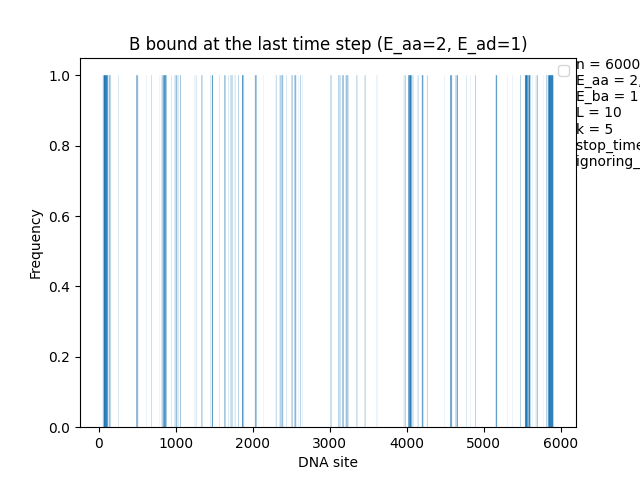 B bound at the last time step (E_aa=2, E_ad=1)
n = 6000
E_aa = 2,
E_ba = 1
L = 10
k = 5
stop_time
ignoring_
1.0
0.8
0.6
0.4
0.2
0.0
Frequency
0 1000 2000 3000 4000 5000 6000
DNA site